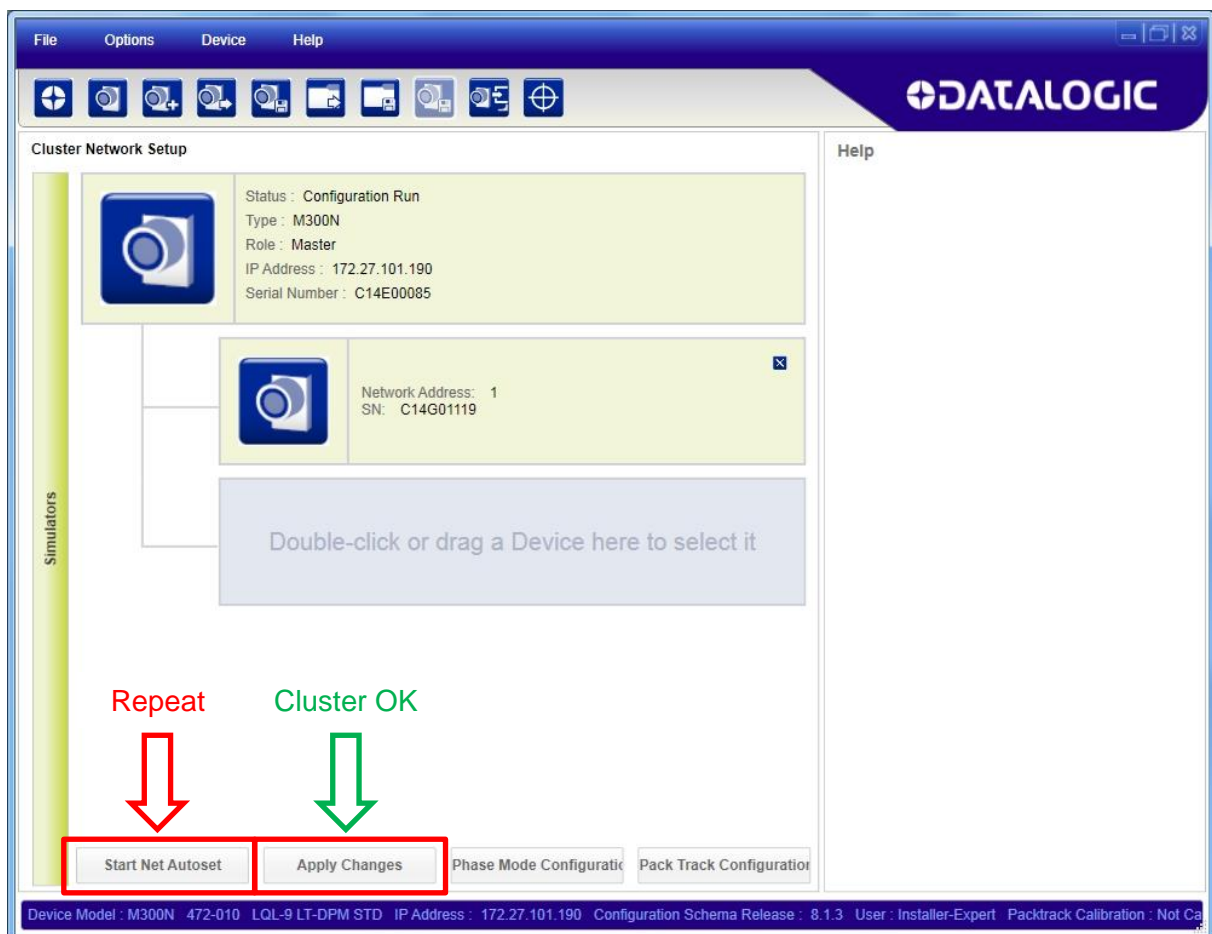 File Options Device Help
DATALOGIC
Cluster Network Setup
Help
Status : Configuration Run
Type : M300N
Role : Master
IP Address : 172.27.101.190
Serial Number : C14E00085
Network Address: 1
SN: C14G01119
Simulators
Double-click or drag a Device here to select it
Repeat Cluster OK
Start Net Autoset Apply Changes Phase Mode Configuratic Pack Track Configuration
Device Model : M300N 472-010 LQL-9 LT-DPM STD IP Address : 172.27.101.190 Configuration Schema Release : 8.1.3 User : Installer-Expert Packtrack Calibration : Not Ca